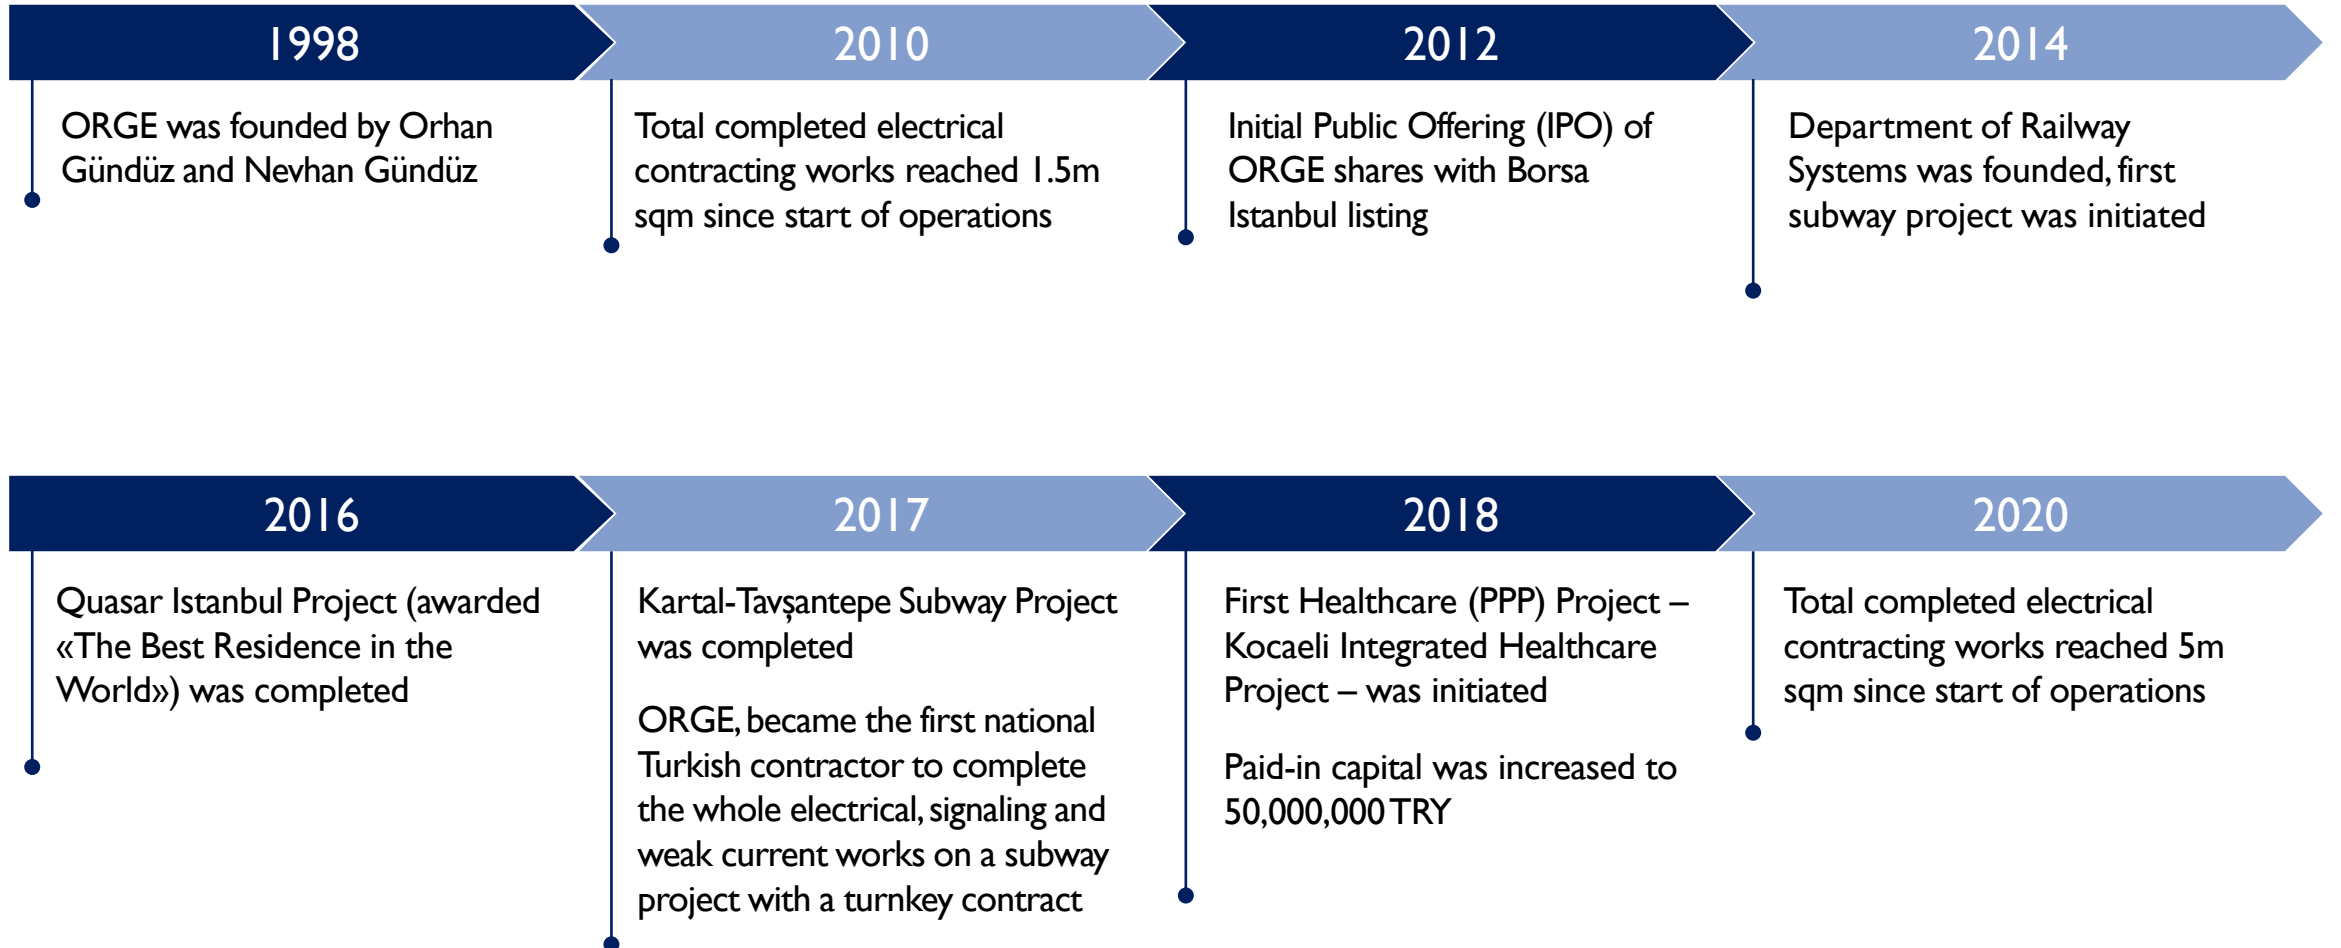 1998
ORGE was founded by Orhan
Gündüz and Nevhan Gündüz
2010
Total completed electrical
contracting works reached 1.5m
sqm since start of operations
2012
Initial Public Offering (IPO) of
ORGE shares with Borsa
Istanbul listing
2014
Department of Railway
Systems was founded, first
subway project was initiated
2016
Quasar Istanbul Project (awarded
«The Best Residence in the
World») was completed
2017
Kartal-Tavşantepe Subway Project
was completed
ORGE, became the first national
Turkish contractor to complete
the whole electrical, signaling and
weak current works on a subway
project with a turnkey contract
2018
First Healthcare (PPP) Project –
Kocaeli Integrated Healthcare
Project – was initiated
Paid-in capital was increased to
50,000,000 TRY
2020
Total completed electrical
contracting works reached 5m
sqm since start of operations